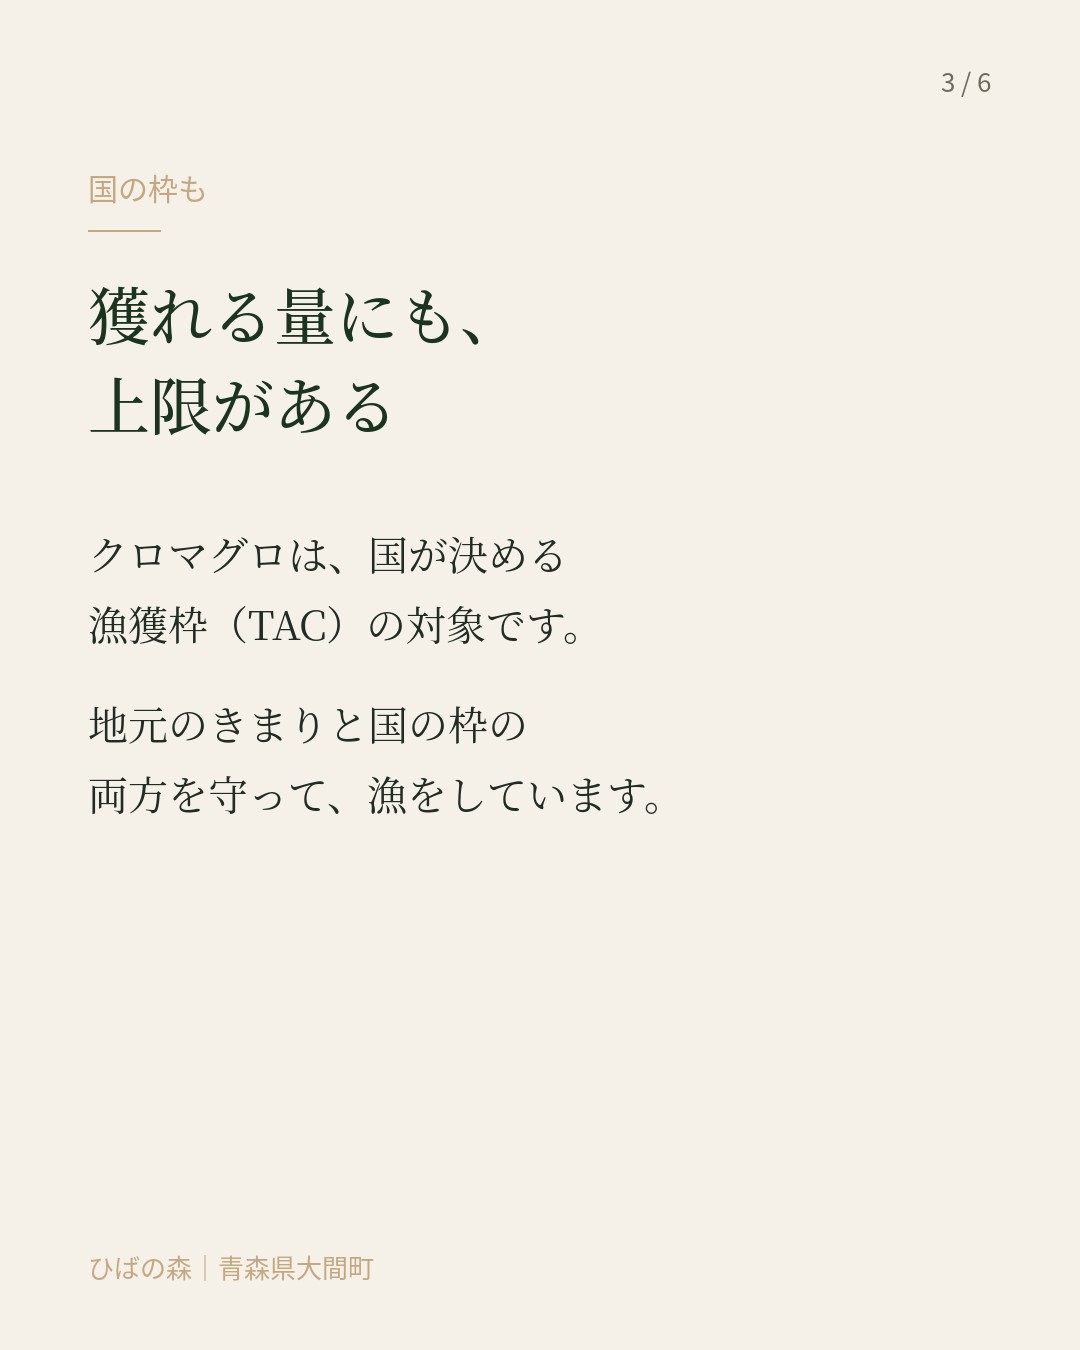 3 / 6
国の枠も
獲れる量にも、
上限がある
クロマグロは、国が決める
漁獲枠（TAC）の対象です。
地元のきまりと国の枠の
両方を守って、漁をしています。
ひばの森｜青森県大間町